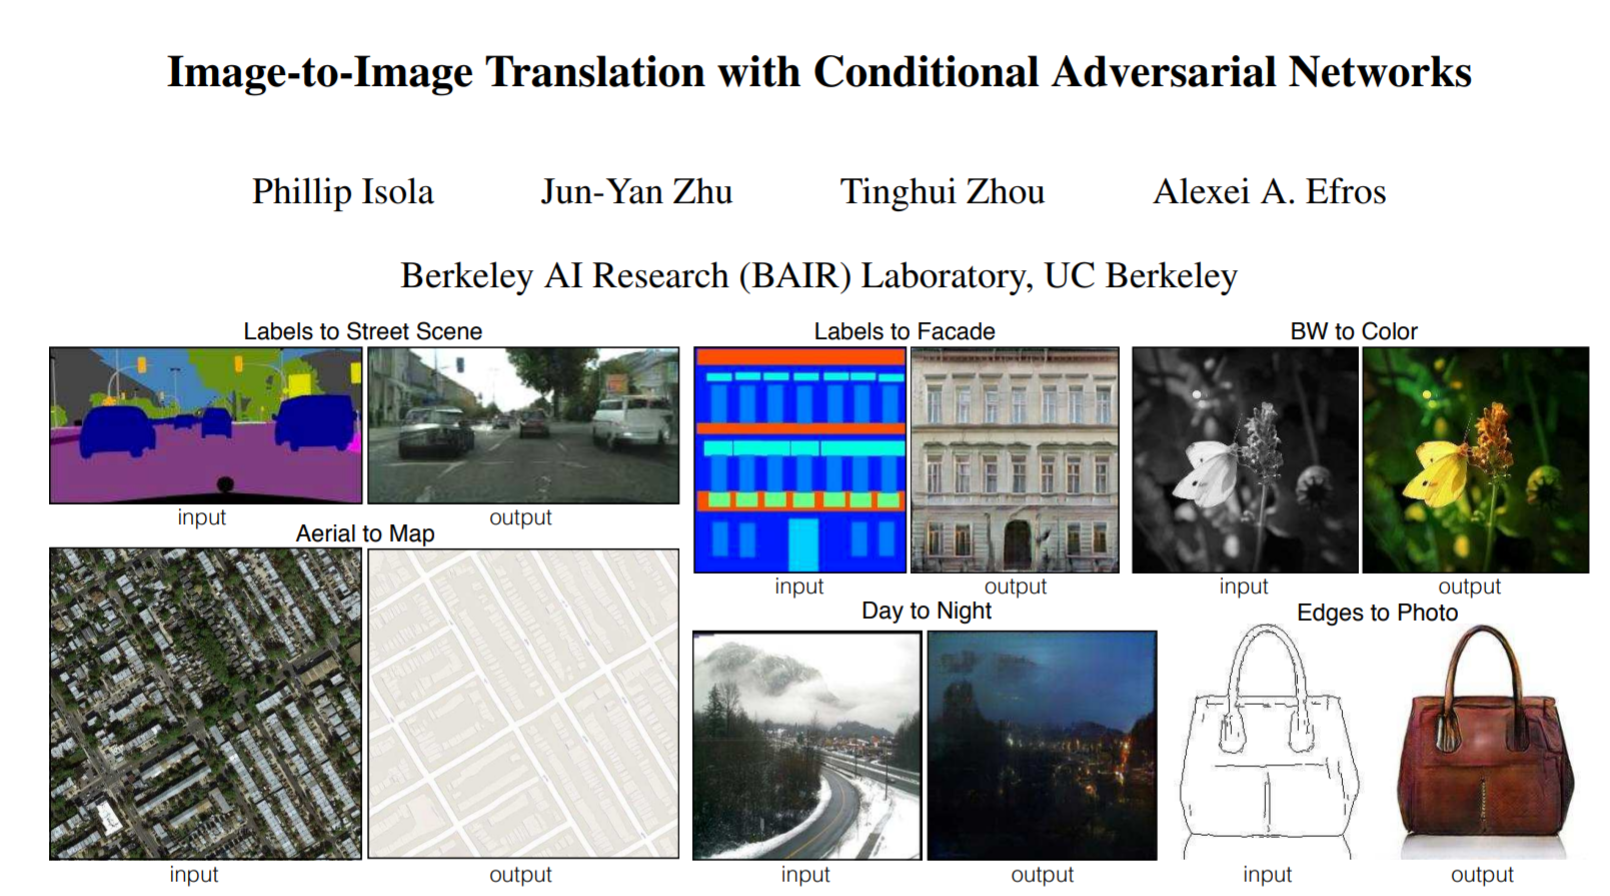 Image-to-Image Translation with Conditional Adversarial Networks
Phillip Isola Jun-Yan Zhu Tinghui Zhou Alexei A. Efros
Berkeley AI Research (BAIR) Laboratory, UC Berkeley
Labels to Street Scene
input output
Aerial to Map
input output
Labels to Facade
input output
Day to Night
input output
BW to Color
input output
Edges to Photo
input output